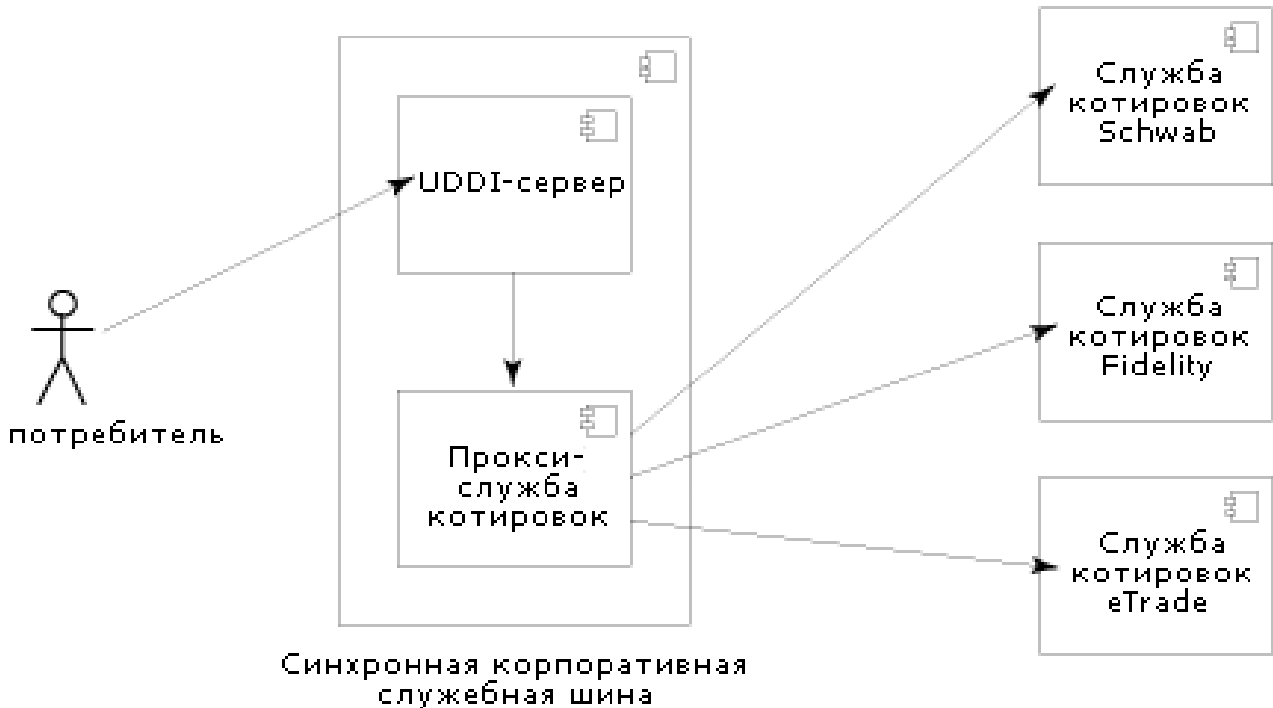 потребитель
UDDI-сервер
Прокси-
служба
котировок
Синхронная корпоративная
служебная шина
Служба
котировок
Schwab
Служба
котировок
Fidelity
Служба
котировок
eTrade